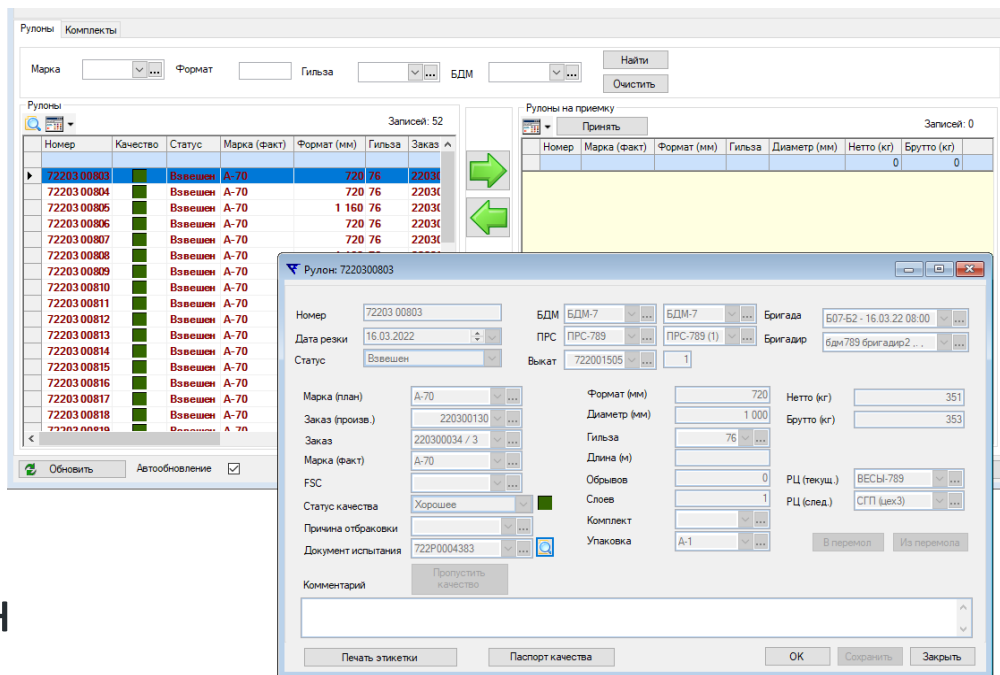 Рулоны Комплекты
Марка Формат Гильза БДМ Найти
Очистить
Рулоны Рулоны на приемку
Записей: 52 Принять Записей: 0
Номер Качество Статус Марка (факт) Формат (мм) Гильза Заказ Номер Марка (факт) Формат (мм) Гильза Диаметр (мм) Нетто (кг) Брутто (кг)
0 0
72203 00803 Взвешен А-70 720 76 2203
72203 00804 Взвешен А-70 720 76 2203
72203 00805 Взвешен А-70 1 160 76 2203
72203 00806 Взвешен А-70 720 76 2203
72203 00807 Взвешен А-70 720 76 2203
72203 00808 Взвешен А-70
72203 00809 Взвешен А-70
72203 00810 Взвешен А-70
72203 00811 Взвешен А-70
72203 00812 Взвешен А-70
72203 00813 Взвешен А-70
72203 00814 Взвешен А-70
72203 00815 Взвешен А-70
72203 00816 Взвешен А-70
72203 00817 Взвешен А-70
72203 00818 Взвешен А-70
72203 00819 Взвешен А-70
Обновить Автообновление
Рулон: 7220300803
Номер 72203 00803 БДМ БДМ-7 БДМ-7 Бригада Б07-Б2 - 16.03.22 08:00
Дата резки 16.03.2022 ПРС ПРС-789 ПРС-789 (1) Бригадир бдм789 бригадир2 ., .
Статус Взвешен Выкат 722001505 1
Марка (план) А-70 Формат (мм) 720 Нетто (кг) 351
Заказ (произв.) 220300130 Диаметр (мм) 1 000 Брутто (кг) 353
Заказ 220300034 / 3 Гильза 76
Марка (факт) А-70 Длина (м)
FSC Обрывов 0 РЦ (текущ.) ВЕСЫ-789
Статус качества Хорошее Слоев 1 РЦ (след.) СГП (цех3)
Причина отбраковки Комплект
Документ испытания 722Р0004383 Упаковка А-1 В перемол Из перемола
Комментарий Пропустить качество
Печать этикетки Паспорт качества ОК Сохранить Закрыть
н